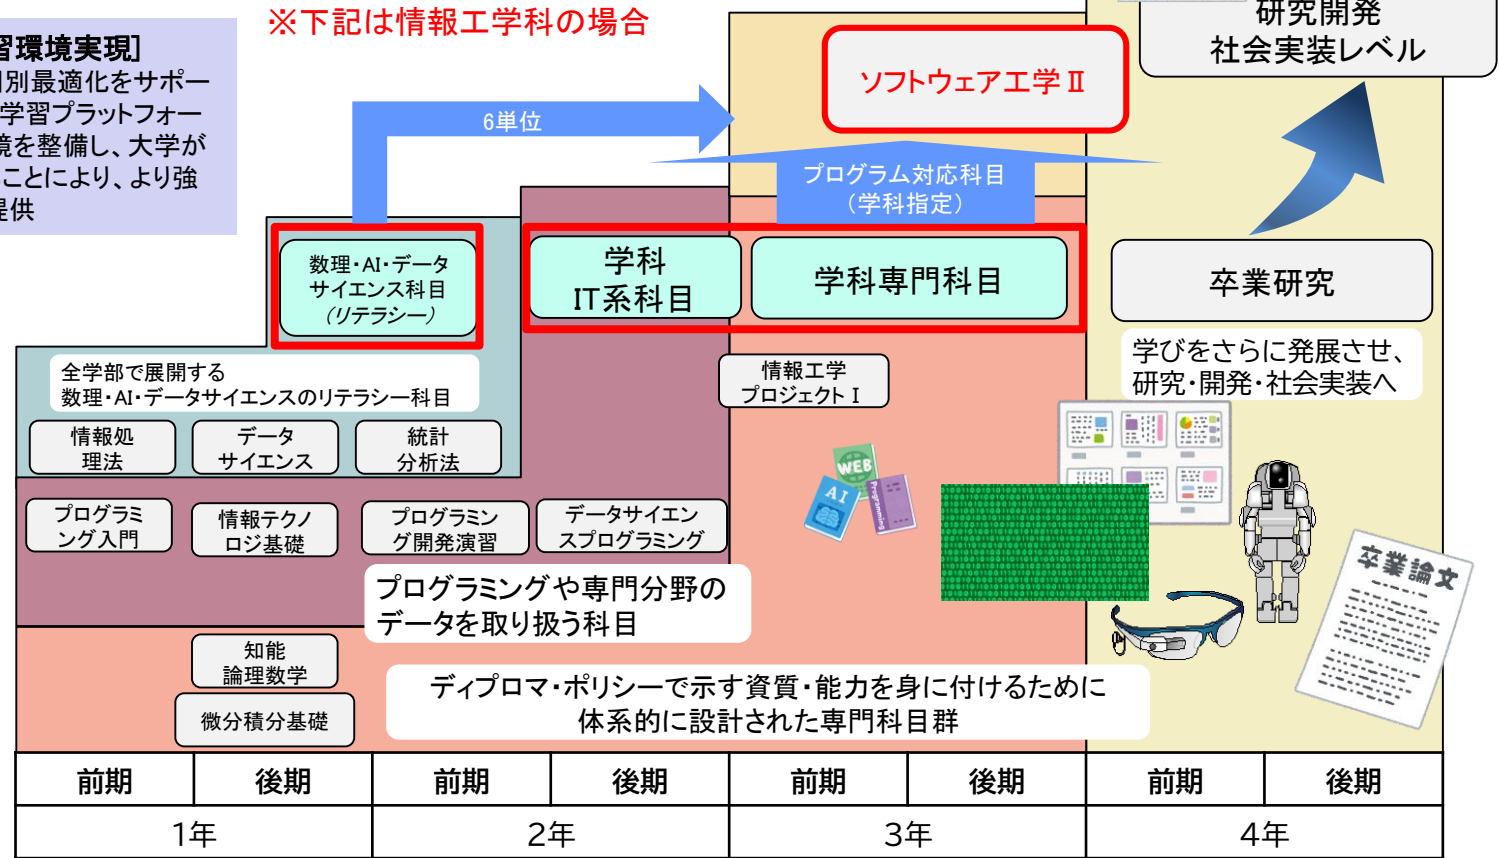 ※下記は情報工学科の場合
研究開発
社会実装レベル
習環境実現]
別最適化をサポー
学習プラットフォー
境を整備し、大学が
ことにより、より強
提供
ソフトウェア工学Ⅱ
6単位
プログラム対応科目
（学科指定）
数理・AI・データ
サイエンス科目
（リテラシー）
学科
IT系科目
学科専門科目
卒業研究
学びをさらに発展させ、
研究・開発・社会実装へ
全学部で展開する
数理・AI・データサイエンスのリテラシー科目
情報工学
プロジェクトⅠ
情報処
理法
データ
サイエンス
統計
分析法
WEB
AI
Programming
プログラミ
ング入門
情報テクノ
ロジ基礎
プログラミン
グ開発演習
データサイエン
スプログラミング
卒業論文
プログラミングや専門分野の
データを取り扱う科目
知能
論理数学
微分積分基礎
ディプロマ・ポリシーで示す資質・能力を身に付けるために
体系的に設計された専門科目群
前期 後期 前期 後期 前期 後期 前期 後期
1年 2年 3年 4年